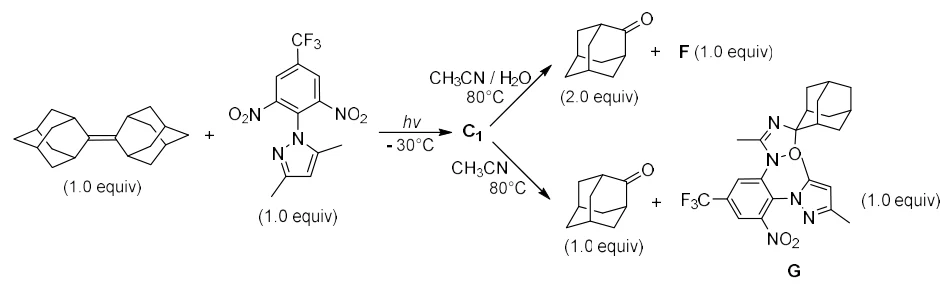 CF₃
NO₂
NO₂
N
N
+
(1.0 equiv)
(1.0 equiv)
hν
- 30°C
C₁
CH₃CN / H₂O
80°C
CH₃CN
80°C
O
(2.0 equiv)
+
F (1.0 equiv)
O
(1.0 equiv)
+
N
N
O
N
N
F₃C
NO₂
(1.0 equiv)
G